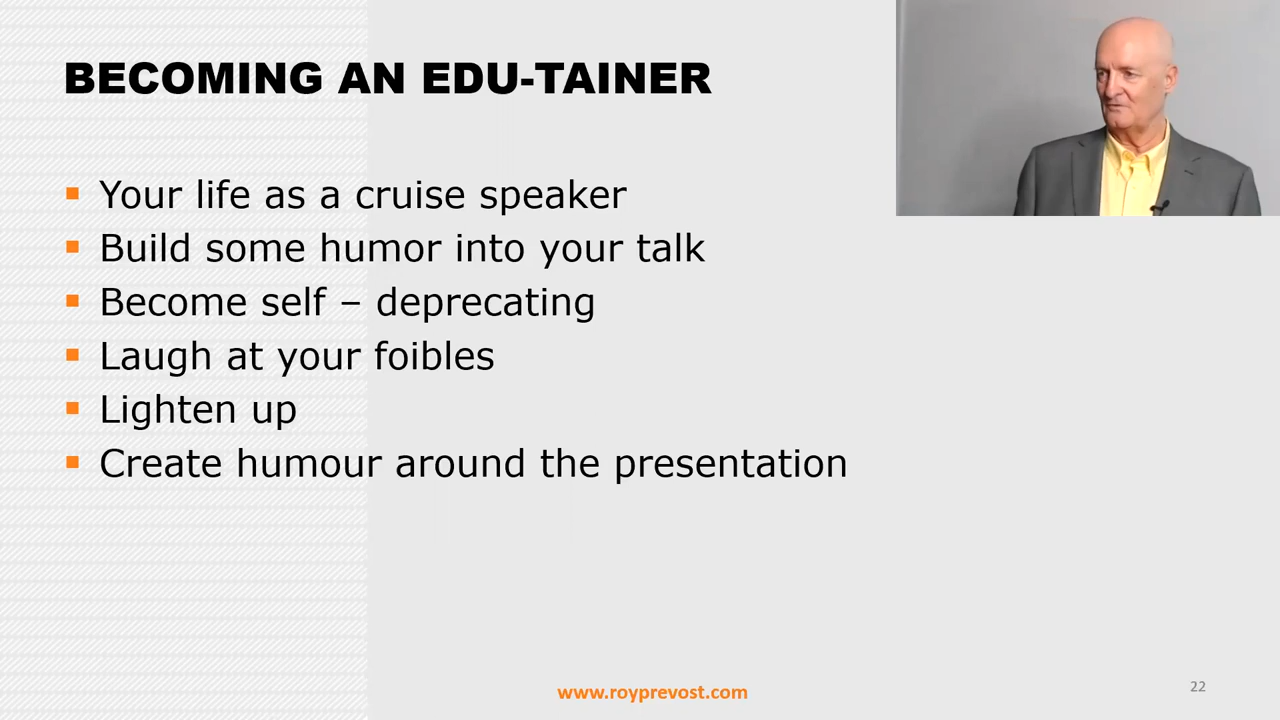 BECOMING AN EDU-TAINER
Your life as a cruise speaker
Build some humor into your talk
Become self – deprecating
Laugh at your foibles
Lighten up
Create humour around the presentation
www.royprevost.com
22